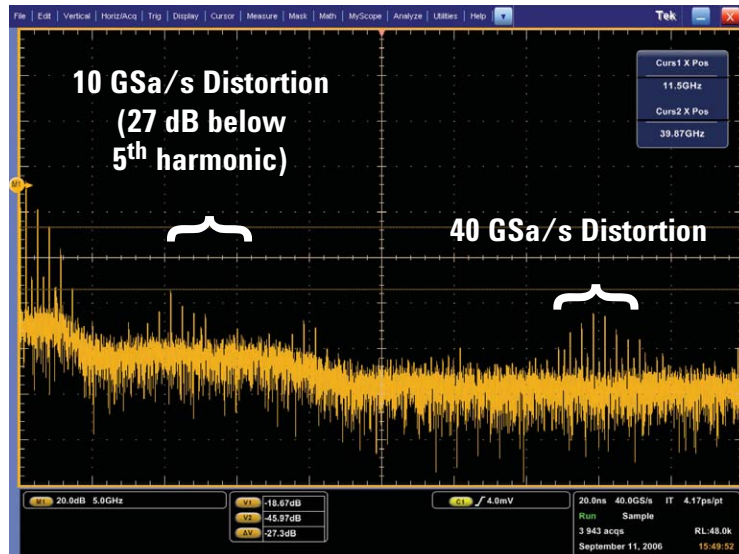 File | Edit | Vertical | Horiz/Acq | Trig | Display | Cursor | Measure | Mask | Math | MyScope | Analyze | Utilities | Help
Tek
X
Curs1 X Pos
11.5GHz
Curs2 X Pos
39.87GHz
10 GSa/s Distortion
(27 dB below
5th harmonic)
40 GSa/s Distortion
M1
M1 20.0dB 5.0GHz
V1 -18.67dB
V2 -45.97dB
ΔV -27.3dB
C1 4.0mV
20.0ns 40.0GS/s IT 4.17ps/pt
Run Sample
3 943 acqs RL:48.0k
September 11, 2006 15:49:52